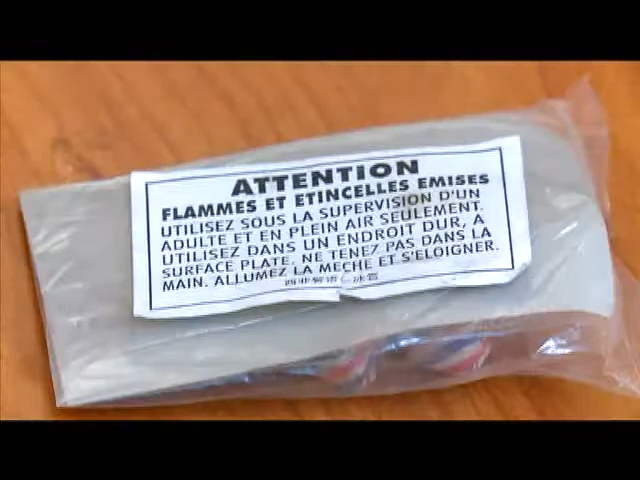 ATTENTION
FLAMMES ET ETINCELLES EMISES
UTILISEZ SOUS LA SUPERVISION D'UN
ADULTE ET EN PLEIN AIR SEULEMENT.
UTILISEZ DANS UN ENDROIT DUR, A
SURFACE PLATE. NE TENEZ PAS DANS LA
MAIN. ALLUMEZ LA MECHE ET S'ELOIGNER.